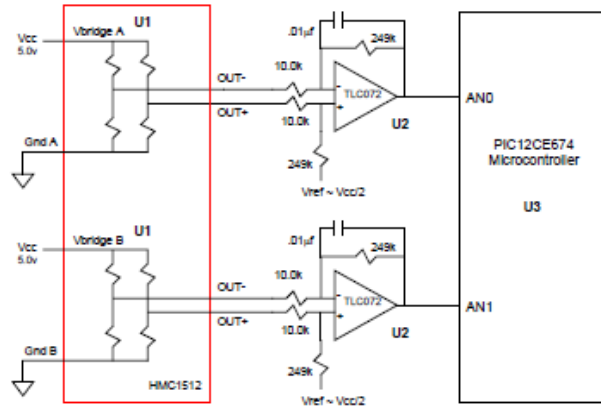 U1
Vcc
5.0v
Vbridge A
OUT-
OUT+
Gnd A
.01µf
249k
10.0k
-
TLC072
+
10.0k
U2
249k
Vref ~ Vcc/2
AN0
PIC12CE674
Microcontroller
U3
U1
Vcc
5.0v
Vbridge B
OUT-
OUT+
Gnd B
HMC1512
.01µf
249k
10.0k
-
TLC072
+
10.0k
U2
249k
Vref ~ Vcc/2
AN1